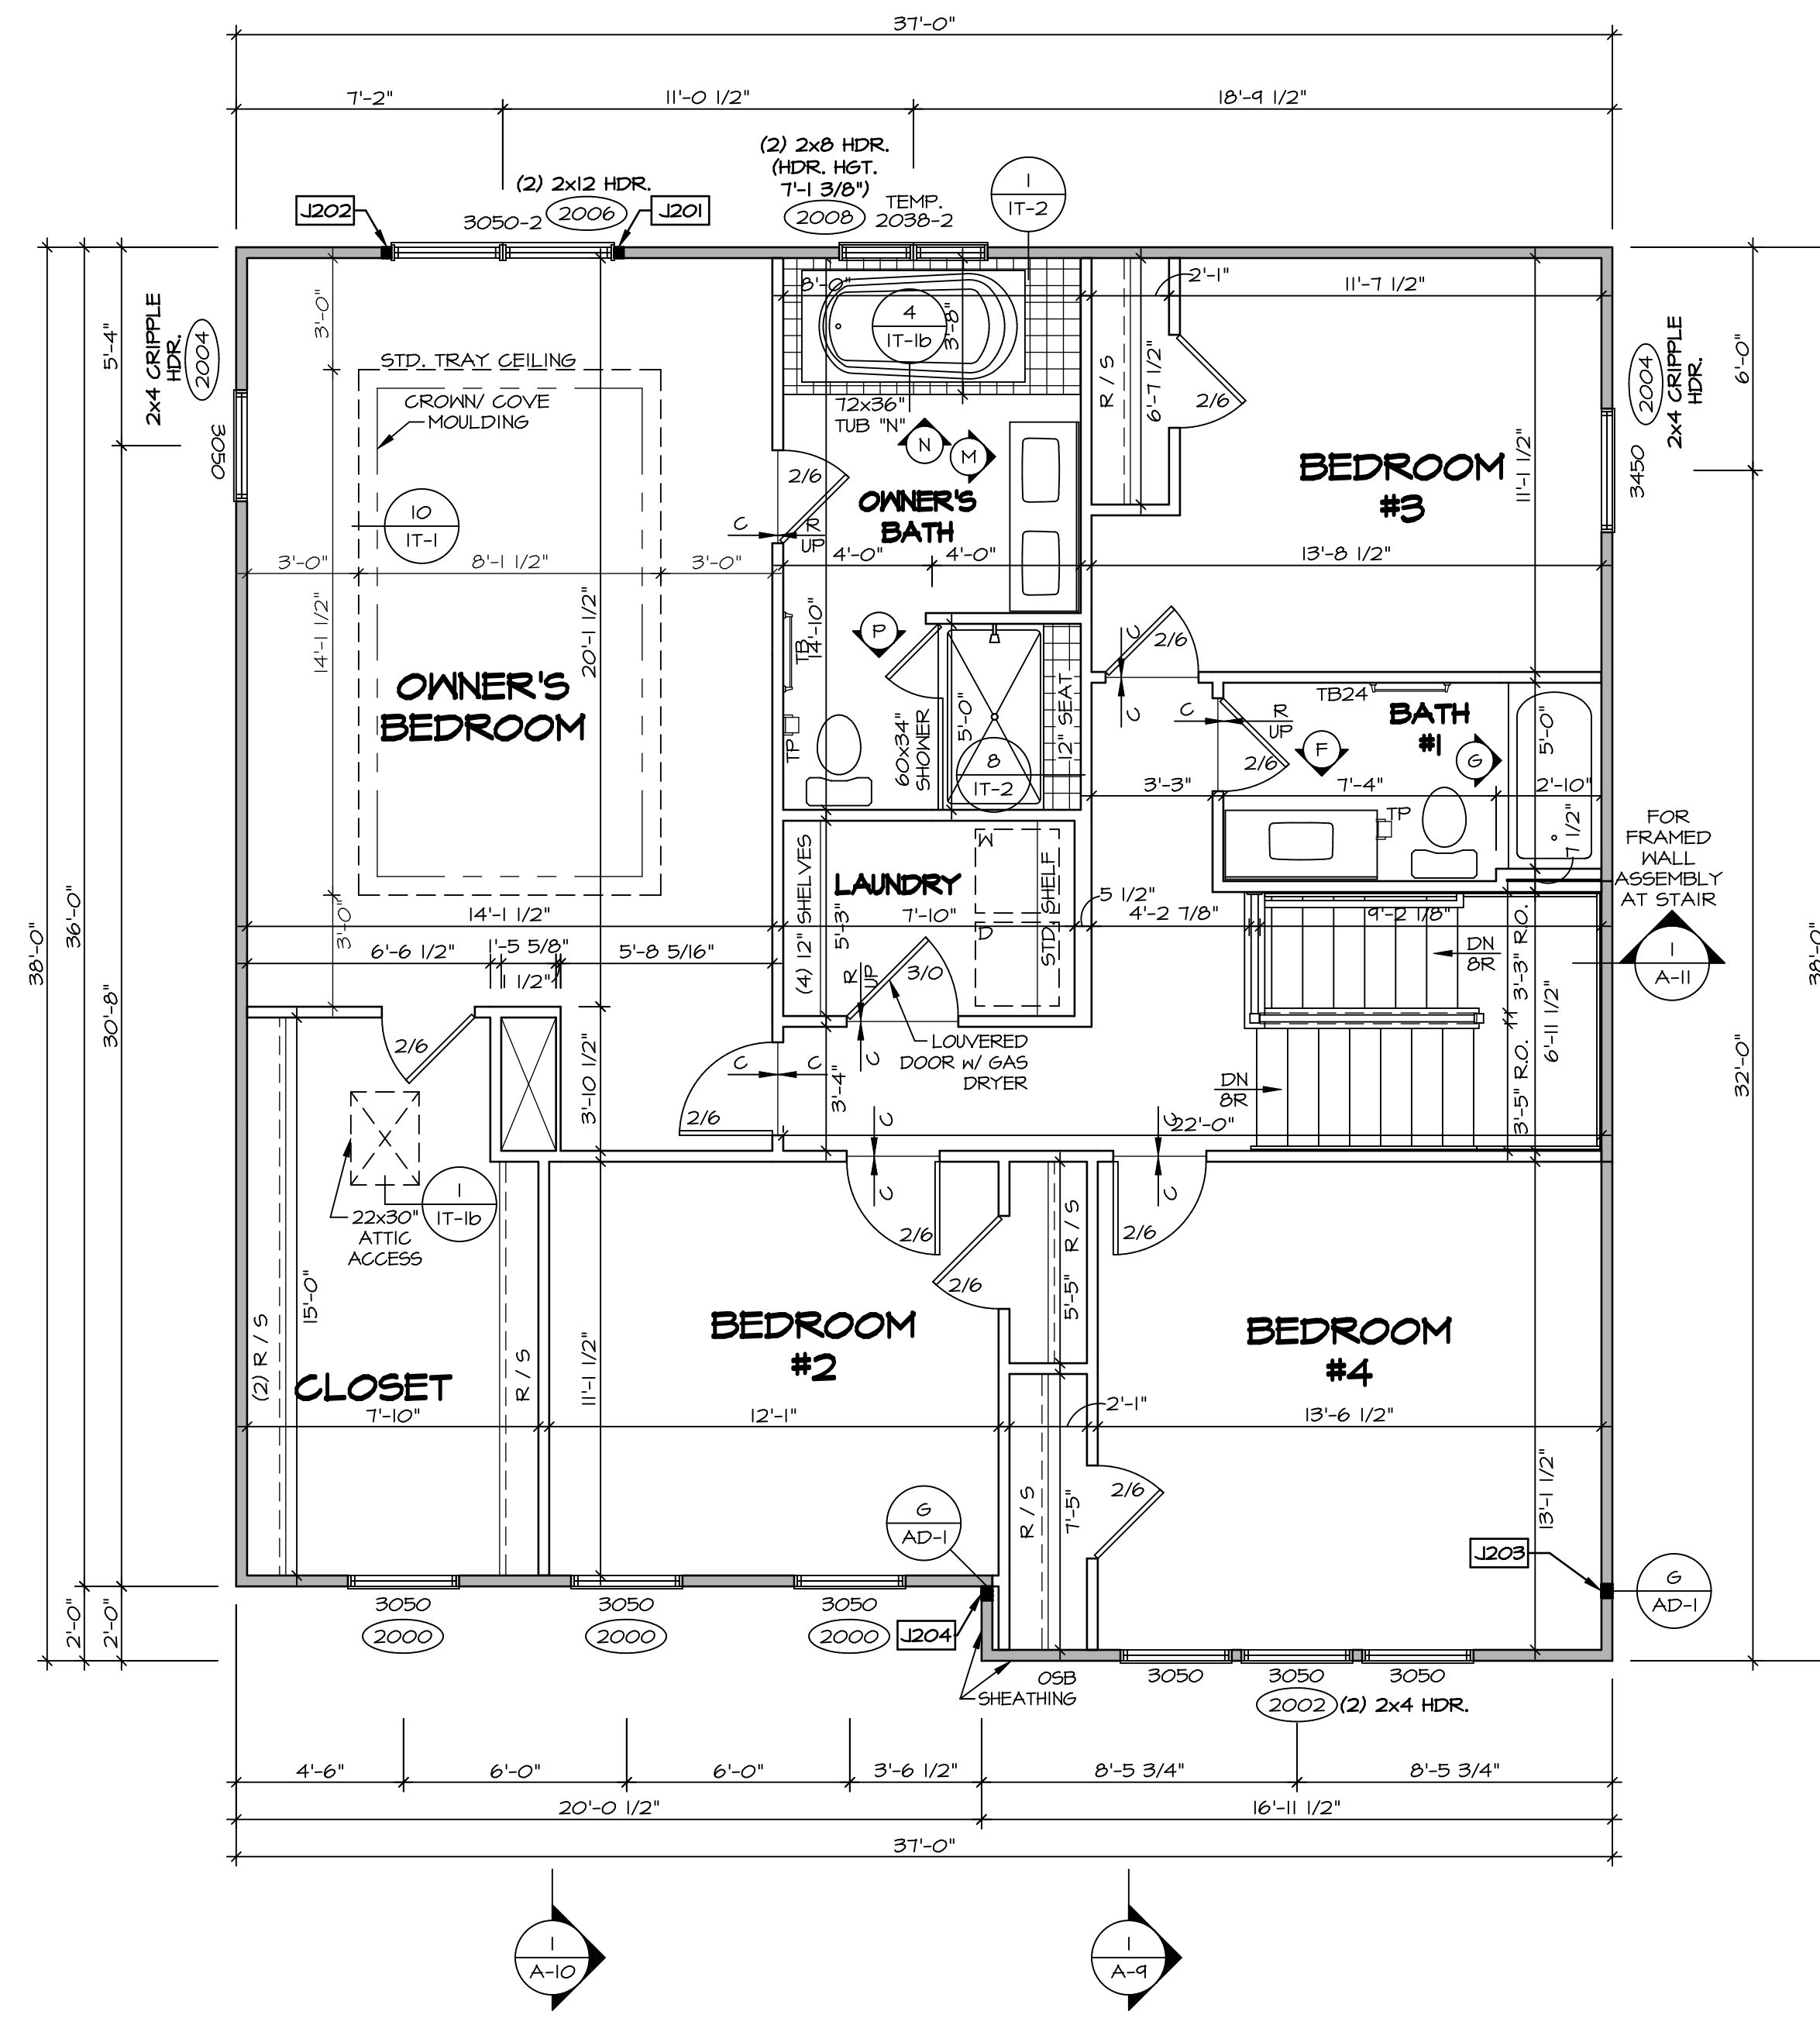 37'-0"
7'-2"
11'-0 1/2"
18'-9 1/2"
(2) 2x8 HDR.
(HDR. HGT.
7'-1 3/8")
2008
TEMP.
2038-2
1
IT-2
(2) 2x12 HDR.
J202
3050-2
2006
J201
5'-4"
2x4 CRIPPLE
HDR.
2004
3050
3'-0"
STD. TRAY CEILING
CROWN/ COVE
MOULDING
10
IT-1
3'-0"
8'-1 1/2"
3'-0"
14'-1 1/2"
20'-1 1/2"
OWNER'S
BEDROOM
3'-0"
8'-0"
4
IT-1b
3'-8"
72x36"
TUB "N"
N
M
2/6
OWNER'S
BATH
C
R
UP
4'-0"
4'-0"
14'-10"
TB
P
TP
60x34"
SHOWER
5'-0"
12" SEAT
8
IT-2
R / S
6'-7 1/2"
2'-1"
11'-7 1/2"
2/6
BEDROOM
#3
11'-1 1/2"
13'-8 1/2"
2004
2x4 CRIPPLE
HDR.
3450
6'-0"
C
2/6
C
C
R
UP
TB24
BATH
#1
F
G
2/6
5'-0"
3'-3"
7'-4"
2'-10"
TP
7 1/2"
FOR
FRAMED
WALL
ASSEMBLY
AT STAIR
1
A-11
(4) 12" SHELVES
LAUNDRY
5'-3"
7'-10"
W
D
STD. SHELF
5 1/2"
4'-2 7/8"
9'-2 1/8"
14'-1 1/2"
6'-6 1/2"
1'-5 5/8"
1 1/2"
5'-8 5/16"
R
UP
3/0
C
LOUVERED
DOOR W/ GAS
DRYER
DN
8R
3'-3" R.O.
6'-11 1/2"
DN
8R
3'-5" R.O.
38'-0"
36'-0"
30'-8"
32'-0"
38'-0"
2/6
3'-10 1/2"
C
C
3'-4"
2/6
C
C
C
C
22'-0"
22x30"
ATTIC
ACCESS
1
IT-1b
2/6
2/6
2/6
R / S
5'-5"
15'-0"
(2) R / S
CLOSET
R / S
11'-1 1/2"
BEDROOM
#2
BEDROOM
#4
7'-10"
12'-1"
2'-1"
13'-6 1/2"
2/6
R / S
7'-5"
13'-1 1/2"
G
AD-1
J203
G
AD-1
2'-0"
2'-0"
3050
2000
3050
2000
3050
2000
J204
OSB
SHEATHING
3050
3050
3050
2002
(2) 2x4 HDR.
4'-6"
6'-0"
6'-0"
3'-6 1/2"
8'-5 3/4"
8'-5 3/4"
20'-0 1/2"
16'-11 1/2"
37'-0"
1
A-10
1
A-9